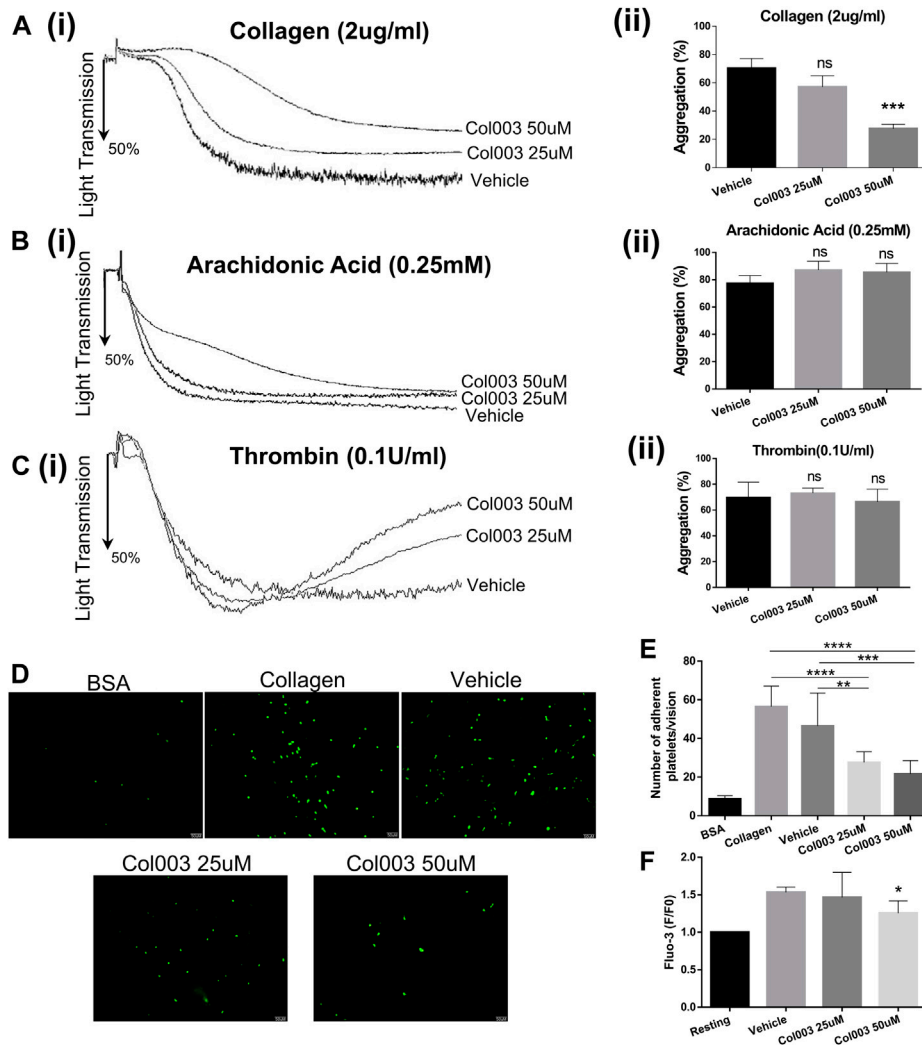 A (i) Collagen (2ug/ml)
Light Transmission
50%
Col003 50uM
Col003 25uM
Vehicle
(ii) Collagen (2ug/ml)
Aggregation (%)
100
80
60
40
20
0
ns
***
Vehicle
Col003 25uM
Col003 50uM
B (i) Arachidonic Acid (0.25mM)
Light Transmission
50%
Col003 50uM
Col003 25uM
Vehicle
(ii) Arachidonic Acid (0.25mM)
Aggregation (%)
100
80
60
40
20
0
ns
ns
Vehicle
Col003 25uM
Col003 50uM
C (i) Thrombin (0.1U/ml)
Light Transmission
50%
Col003 50uM
Col003 25uM
Vehicle
(ii) Thrombin(0.1U/ml)
Aggregation (%)
100
80
60
40
20
0
ns
ns
Vehicle
Col003 25uM
Col003 50uM
D
BSA
Collagen
Vehicle
Col003 25uM
Col003 50uM
E
Number of adherent
platelets/vision
80
60
40
20
0
****
***
****
**
BSA
Collagen
Vehicle
Col003 25uM
Col003 50uM
F
Fluo-3 (F/F0)
2.0
1.5
1.0
0.5
0.0
*
Resting
Vehicle
Col003 25uM
Col003 50uM